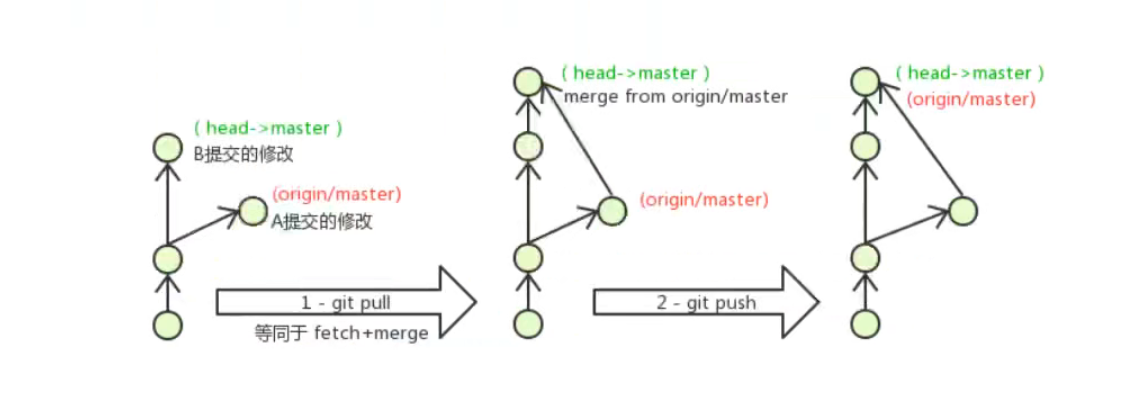 ( head->master )
B提交的修改
(origin/master)
A提交的修改
1 - git pull
等同于 fetch+merge
( head->master )
merge from origin/master
(origin/master)
2 - git push
( head->master )
(origin/master)